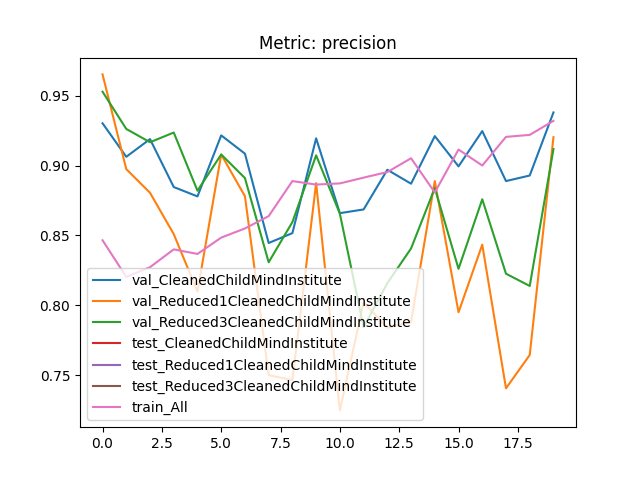 Metric: precision
0.95
0.90
0.85
0.80
0.75
val_CleanedChildMindInstitute
val_Reduced1CleanedChildMindInstitute
val_Reduced3CleanedChildMindInstitute
test_CleanedChildMindInstitute
test_Reduced1CleanedChildMindInstitute
test_Reduced3CleanedChildMindInstitute
train_All
0.0 2.5 5.0 7.5 10.0 12.5 15.0 17.5